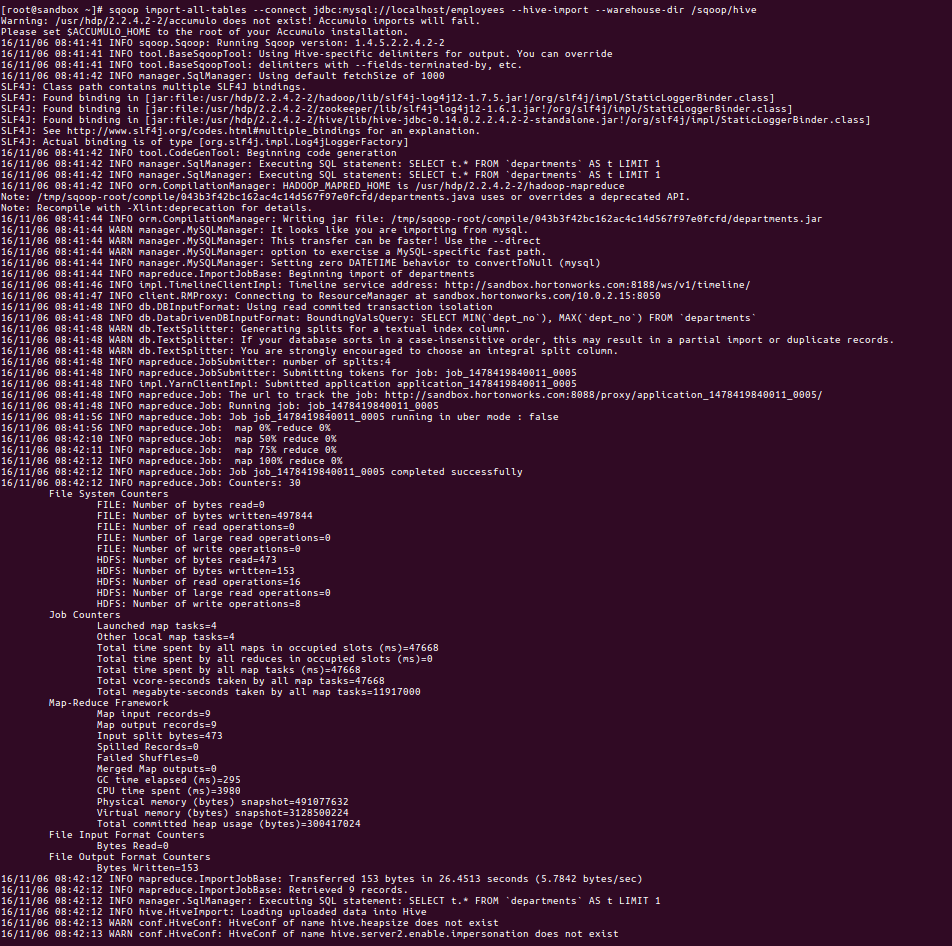 [root@sandbox ~]# sqoop import-all-tables --connect jdbc:mysql://localhost/employees --hive-import --warehouse-dir /sqoop/hive
Warning: /usr/hdp/2.2.4.2-2/accumulo does not exist! Accumulo imports will fail.
Please set $ACCUMULO_HOME to the root of your Accumulo installation.
16/11/06 08:41:41 INFO sqoop.Sqoop: Running Sqoop version: 1.4.5.2.2.4.2-2
16/11/06 08:41:41 INFO tool.BaseSqoopTool: Using Hive-specific delimiters for output. You can override
16/11/06 08:41:41 INFO tool.BaseSqoopTool: delimiters with --fields-terminated-by, etc.
16/11/06 08:41:42 INFO manager.SqlManager: Using default fetchSize of 1000
SLF4J: Class path contains multiple SLF4J bindings.
SLF4J: Found binding in [jar:file:/usr/hdp/2.2.4.2-2/hadoop/lib/slf4j-log4j12-1.7.5.jar!/org/slf4j/impl/StaticLoggerBinder.class]
SLF4J: Found binding in [jar:file:/usr/hdp/2.2.4.2-2/zookeeper/lib/slf4j-log4j12-1.6.1.jar!/org/slf4j/impl/StaticLoggerBinder.class]
SLF4J: Found binding in [jar:file:/usr/hdp/2.2.4.2-2/hive/lib/hive-jdbc-0.14.0.2.2.4.2-2-standalone.jar!/org/slf4j/impl/StaticLoggerBinder.class]
SLF4J: See http://www.slf4j.org/codes.html#multiple_bindings for an explanation.
SLF4J: Actual binding is of type [org.slf4j.impl.Log4jLoggerFactory]
16/11/06 08:41:42 INFO tool.CodeGenTool: Beginning code generation
16/11/06 08:41:42 INFO manager.SqlManager: Executing SQL statement: SELECT t.* FROM `departments` AS t LIMIT 1
16/11/06 08:41:42 INFO manager.SqlManager: Executing SQL statement: SELECT t.* FROM `departments` AS t LIMIT 1
16/11/06 08:41:42 INFO orm.CompilationManager: HADOOP_MAPRED_HOME is /usr/hdp/2.2.4.2-2/hadoop-mapreduce
Note: /tmp/sqoop-root/compile/043b3f42bc162ac4c14d567f97e0fcfd/departments.java uses or overrides a deprecated API.
Note: Recompile with -Xlint:deprecation for details.
16/11/06 08:41:44 INFO orm.CompilationManager: Writing jar file: /tmp/sqoop-root/compile/043b3f42bc162ac4c14d567f97e0fcfd/departments.jar
16/11/06 08:41:44 WARN manager.MySQLManager: It looks like you are importing from mysql.
16/11/06 08:41:44 WARN manager.MySQLManager: This transfer can be faster! Use the --direct
16/11/06 08:41:44 WARN manager.MySQLManager: option to exercise a MySQL-specific fast path.
16/11/06 08:41:44 INFO manager.MySQLManager: Setting zero DATETIME behavior to convertToNull (mysql)
16/11/06 08:41:44 INFO mapreduce.ImportJobBase: Beginning import of departments
16/11/06 08:41:46 INFO impl.TimelineClientImpl: Timeline service address: http://sandbox.hortonworks.com:8188/ws/v1/timeline/
16/11/06 08:41:47 INFO client.RMProxy: Connecting to ResourceManager at sandbox.hortonworks.com/10.0.2.15:8050
16/11/06 08:41:48 INFO db.DBInputFormat: Using read commited transaction isolation
16/11/06 08:41:48 INFO db.DataDrivenDBInputFormat: BoundingValsQuery: SELECT MIN(`dept_no`), MAX(`dept_no`) FROM `departments`
16/11/06 08:41:48 WARN db.TextSplitter: Generating splits for a textual index column.
16/11/06 08:41:48 WARN db.TextSplitter: If your database sorts in a case-insensitive order, this may result in a partial import or duplicate records.
16/11/06 08:41:48 WARN db.TextSplitter: You are strongly encouraged to choose an integral split column.
16/11/06 08:41:48 INFO mapreduce.JobSubmitter: number of splits:4
16/11/06 08:41:48 INFO mapreduce.JobSubmitter: Submitting tokens for job: job_1478419840011_0005
16/11/06 08:41:48 INFO impl.YarnClientImpl: Submitted application application_1478419840011_0005
16/11/06 08:41:48 INFO mapreduce.Job: The url to track the job: http://sandbox.hortonworks.com:8088/proxy/application_1478419840011_0005/
16/11/06 08:41:48 INFO mapreduce.Job: Running job: job_1478419840011_0005
16/11/06 08:41:56 INFO mapreduce.Job: Job job_1478419840011_0005 running in uber mode : false
16/11/06 08:41:56 INFO mapreduce.Job:  map 0% reduce 0%
16/11/06 08:42:10 INFO mapreduce.Job:  map 50% reduce 0%
16/11/06 08:42:11 INFO mapreduce.Job:  map 75% reduce 0%
16/11/06 08:42:12 INFO mapreduce.Job:  map 100% reduce 0%
16/11/06 08:42:12 INFO mapreduce.Job: Job job_1478419840011_0005 completed successfully
16/11/06 08:42:12 INFO mapreduce.Job: Counters: 30
File System Counters
FILE: Number of bytes read=0
FILE: Number of bytes written=497844
FILE: Number of read operations=0
FILE: Number of large read operations=0
FILE: Number of write operations=0
HDFS: Number of bytes read=473
HDFS: Number of bytes written=153
HDFS: Number of read operations=16
HDFS: Number of large read operations=0
HDFS: Number of write operations=8
Job Counters
Launched map tasks=4
Other local map tasks=4
Total time spent by all maps in occupied slots (ms)=47668
Total time spent by all reduces in occupied slots (ms)=0
Total time spent by all map tasks (ms)=47668
Total vcore-seconds taken by all map tasks=47668
Total megabyte-seconds taken by all map tasks=11917000
Map-Reduce Framework
Map input records=9
Map output records=9
Input split bytes=473
Spilled Records=0
Failed Shuffles=0
Merged Map outputs=0
GC time elapsed (ms)=295
CPU time spent (ms)=3980
Physical memory (bytes) snapshot=491077632
Virtual memory (bytes) snapshot=3128500224
Total committed heap usage (bytes)=300417024
File Input Format Counters
Bytes Read=0
File Output Format Counters
Bytes Written=153
16/11/06 08:42:12 INFO mapreduce.ImportJobBase: Transferred 153 bytes in 26.4513 seconds (5.7842 bytes/sec)
16/11/06 08:42:12 INFO mapreduce.ImportJobBase: Retrieved 9 records.
16/11/06 08:42:12 INFO manager.SqlManager: Executing SQL statement: SELECT t.* FROM `departments` AS t LIMIT 1
16/11/06 08:42:12 INFO hive.HiveImport: Loading uploaded data into Hive
16/11/06 08:42:13 WARN conf.HiveConf: HiveConf of name hive.heapsize does not exist
16/11/06 08:42:13 WARN conf.HiveConf: HiveConf of name hive.server2.enable.impersonation does not exist